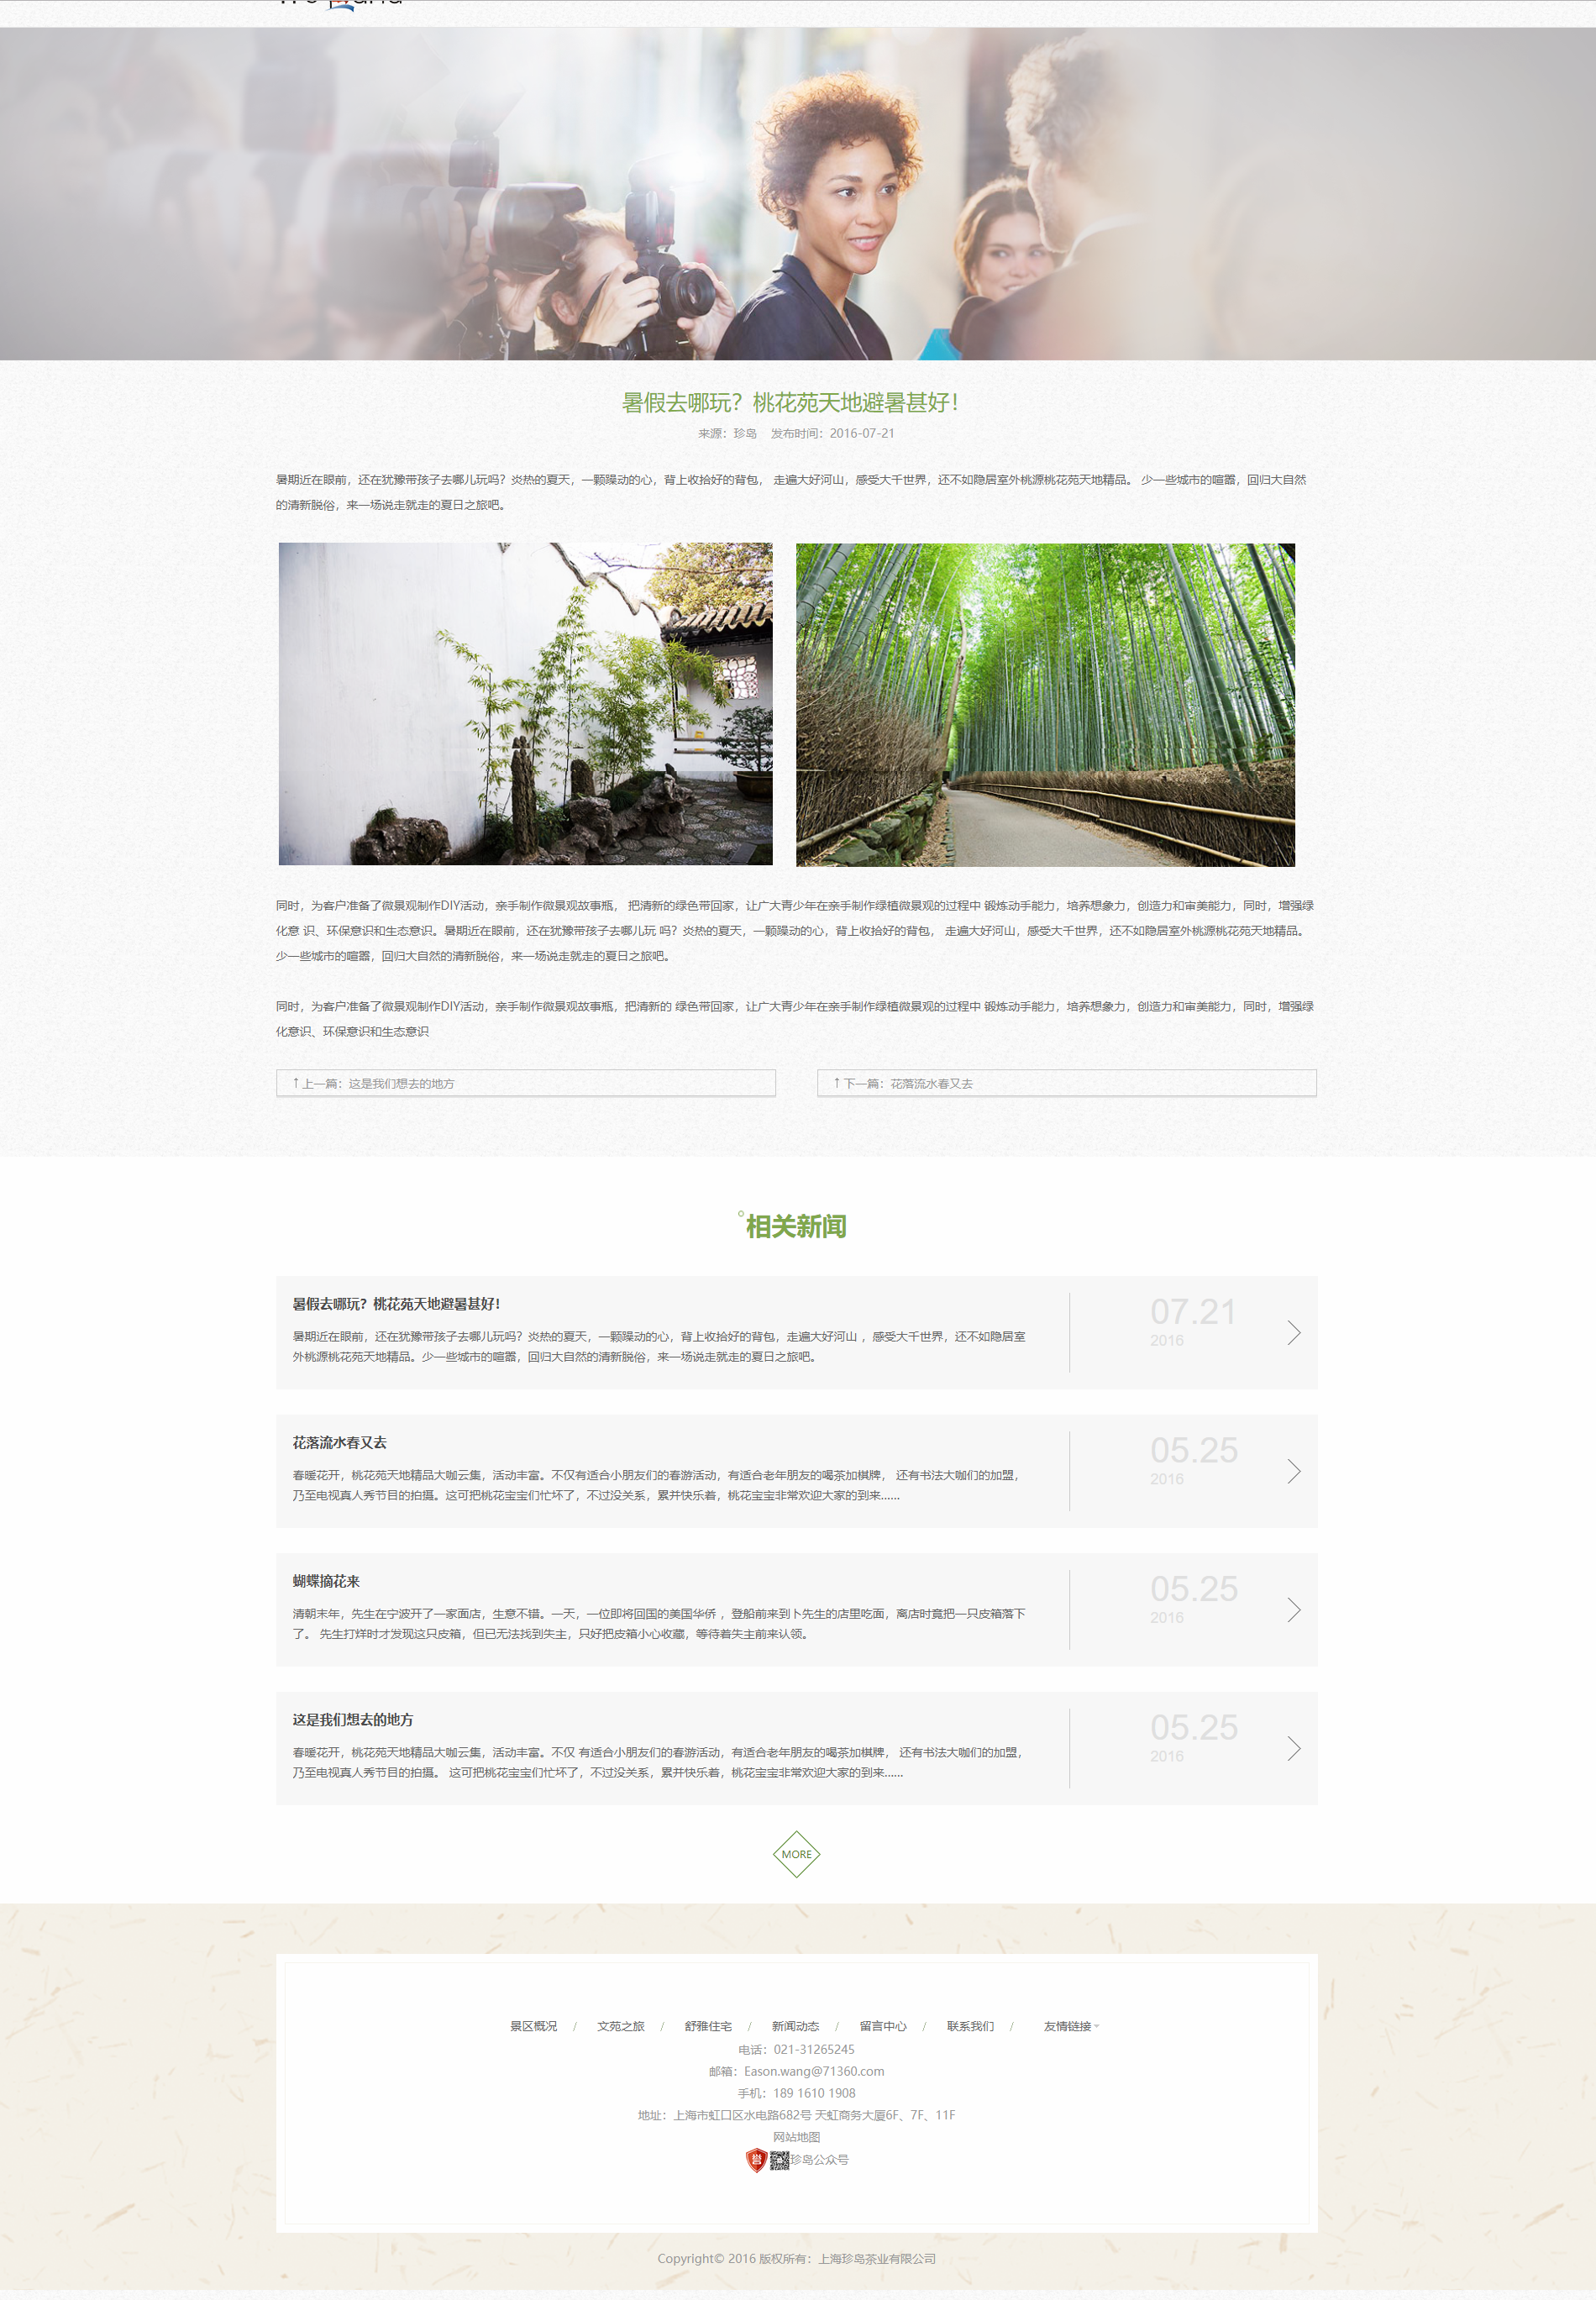 暑假去哪玩？桃花苑天地避暑甚好！
来源：珍岛 发布时间：2016-07-21
暑期近在眼前，还在犹豫带孩子去哪儿玩吗？炎热的夏天，一颗躁动的心，背上收拾好的背包， 走遍大好河山，感受大千世界，还不如隐居室外桃源桃花苑天地精品。 少一些城市的喧嚣，回归大自然
的清新脱俗，来一场说走就走的夏日之旅吧。
同时，为客户准备了微景观制作DIY活动，亲手制作微景观故事瓶， 把清新的绿色带回家，让广大青少年在亲手制作绿植微景观的过程中 锻炼动手能力，培养想象力，创造力和审美能力，同时，增强绿
化意 识、环保意识和生态意识。暑期近在眼前，还在犹豫带孩子去哪儿玩 吗？炎热的夏天，一颗躁动的心，背上收拾好的背包， 走遍大好河山，感受大千世界，还不如隐居室外桃源桃花苑天地精品。
少一些城市的喧嚣，回归大自然的清新脱俗，来一场说走就走的夏日之旅吧。
同时，为客户准备了微景观制作DIY活动，亲手制作微景观故事瓶，把清新的 绿色带回家，让广大青少年在亲手制作绿植微景观的过程中 锻炼动手能力，培养想象力，创造力和审美能力，同时，增强绿
化意识、环保意识和生态意识
↑上一篇：这是我们想去的地方
↑下一篇：花落流水春又去
相关新闻
暑假去哪玩？桃花苑天地避暑甚好！
暑期近在眼前，还在犹豫带孩子去哪儿玩吗？炎热的夏天，一颗躁动的心，背上收拾好的背包，走遍大好河山 ，感受大千世界，还不如隐居室
外桃源桃花苑天地精品。少一些城市的喧嚣，回归大自然的清新脱俗，来一场说走就走的夏日之旅吧。
07.21
2016
花落流水春又去
春暖花开，桃花苑天地精品大咖云集，活动丰富。不仅有适合小朋友们的春游活动，有适合老年朋友的喝茶加棋牌， 还有书法大咖们的加盟，
乃至电视真人秀节目的拍摄。这可把桃花宝宝们忙坏了，不过没关系，累并快乐着，桃花宝宝非常欢迎大家的到来......
05.25
2016
蝴蝶摘花来
清朝末年，先生在宁波开了一家面店，生意不错。一天，一位即将回国的美国华侨 ，登船前来到卜先生的店里吃面，离店时竟把一只皮箱落下
了。 先生打烊时才发现这只皮箱，但已无法找到失主，只好把皮箱小心收藏，等待着失主前来认领。
05.25
2016
这是我们想去的地方
春暖花开，桃花苑天地精品大咖云集，活动丰富。不仅 有适合小朋友们的春游活动，有适合老年朋友的喝茶加棋牌， 还有书法大咖们的加盟，
乃至电视真人秀节目的拍摄。 这可把桃花宝宝们忙坏了，不过没关系，累并快乐着，桃花宝宝非常欢迎大家的到来......
05.25
2016
MORE
景区概况 / 文苑之旅 / 舒雅住宅 / 新闻动态 / 留言中心 / 联系我们 / 友情链接
电话：021-31265245
邮箱：Eason.wang@71360.com
手机：189 1610 1908
地址：上海市虹口区水电路682号 天虹商务大厦6F、7F、11F
网站地图
誉 珍岛公众号
Copyright© 2016 版权所有：上海珍岛茶业有限公司